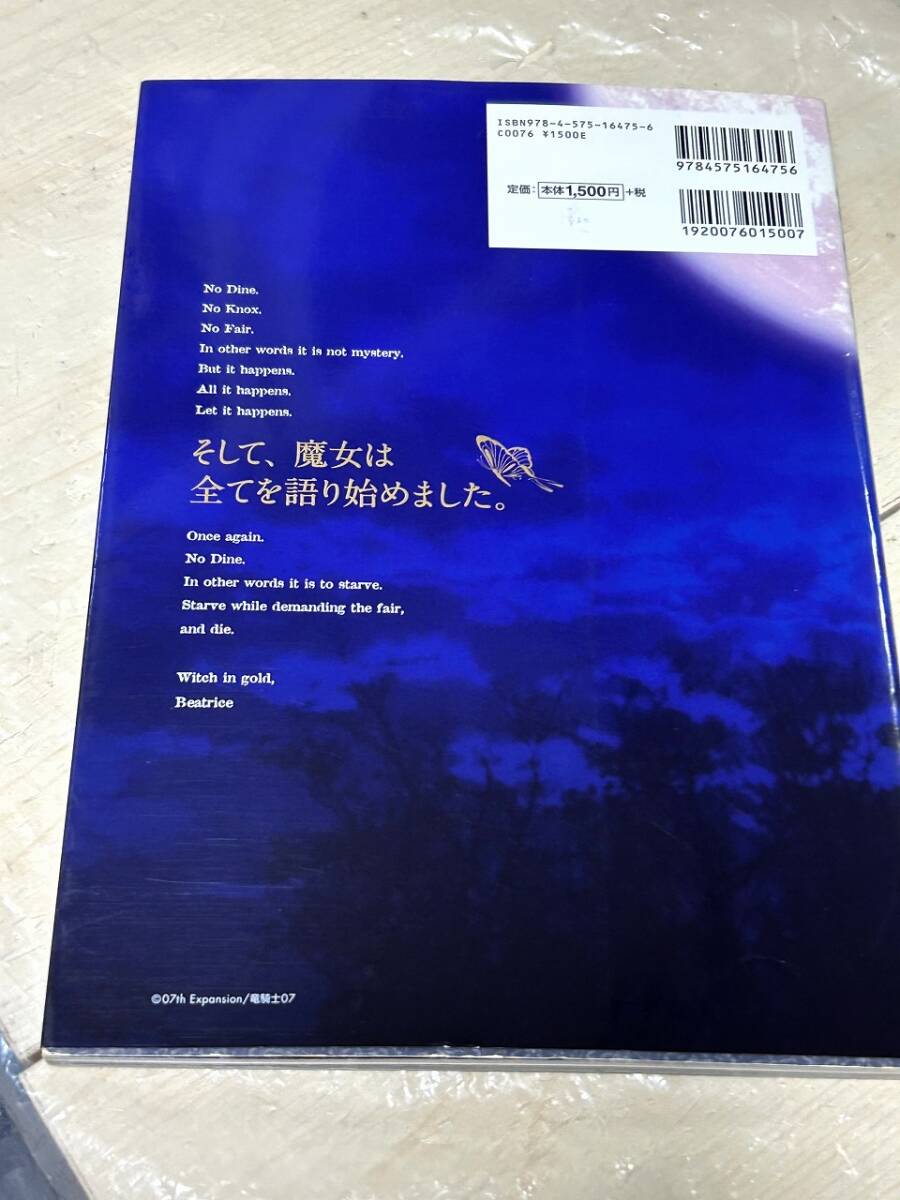 ISBN978-4-575-16475-6
C0076 ¥1500E
9784575164756
定価:本体1,500円+税
1920076015007
No Dine.
No Knox.
No Fair.
In other words it is not mystery.
But it happens.
All it happens.
Let it happens.
そして、魔女は
全てを語り始めました。
Once again.
No Dine.
In other words it is to starve.
Starve while demanding the fair,
and die.
Witch in gold,
Beatrice
©07th Expansion/竜騎士07